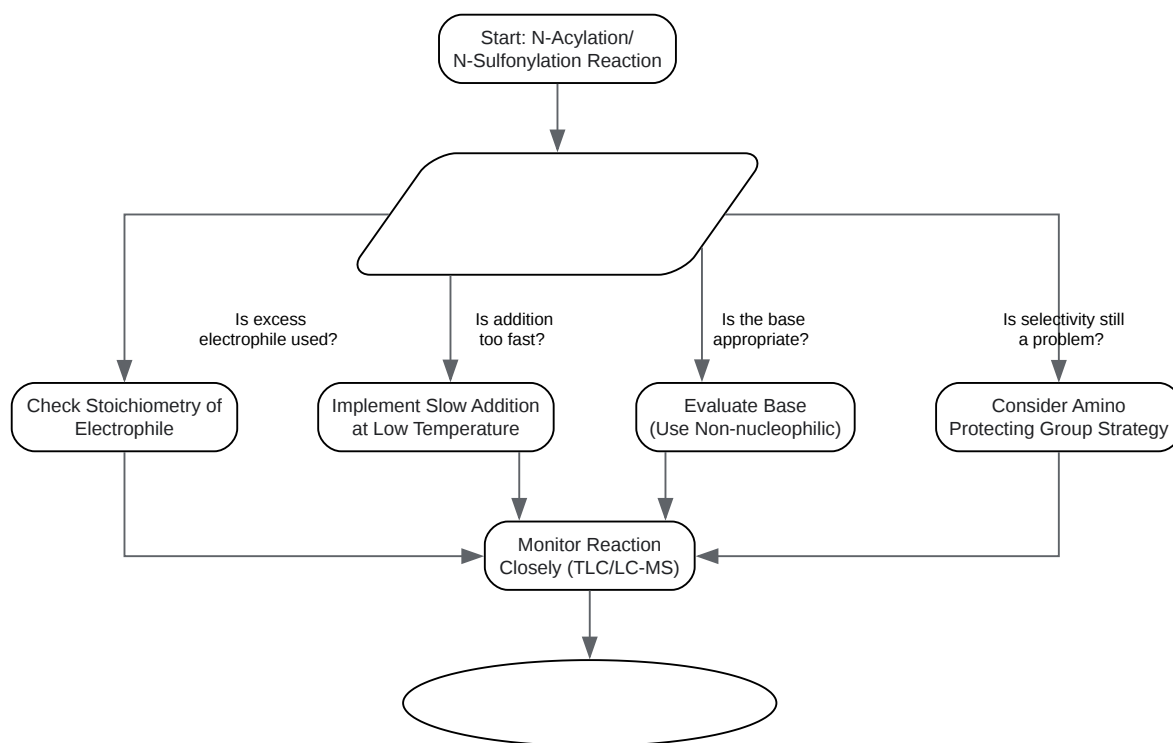 Start: N-Acylation/
N-Sulfonylation Reaction
Is excess
electrophile used?
Is addition
too fast?
Is the base
appropriate?
Is selectivity still
a problem?
Check Stoichiometry of
Electrophile
Implement Slow Addition
at Low Temperature
Evaluate Base
(Use Non-nucleophilic)
Consider Amino
Protecting Group Strategy
Monitor Reaction
Closely (TLC/LC-MS)